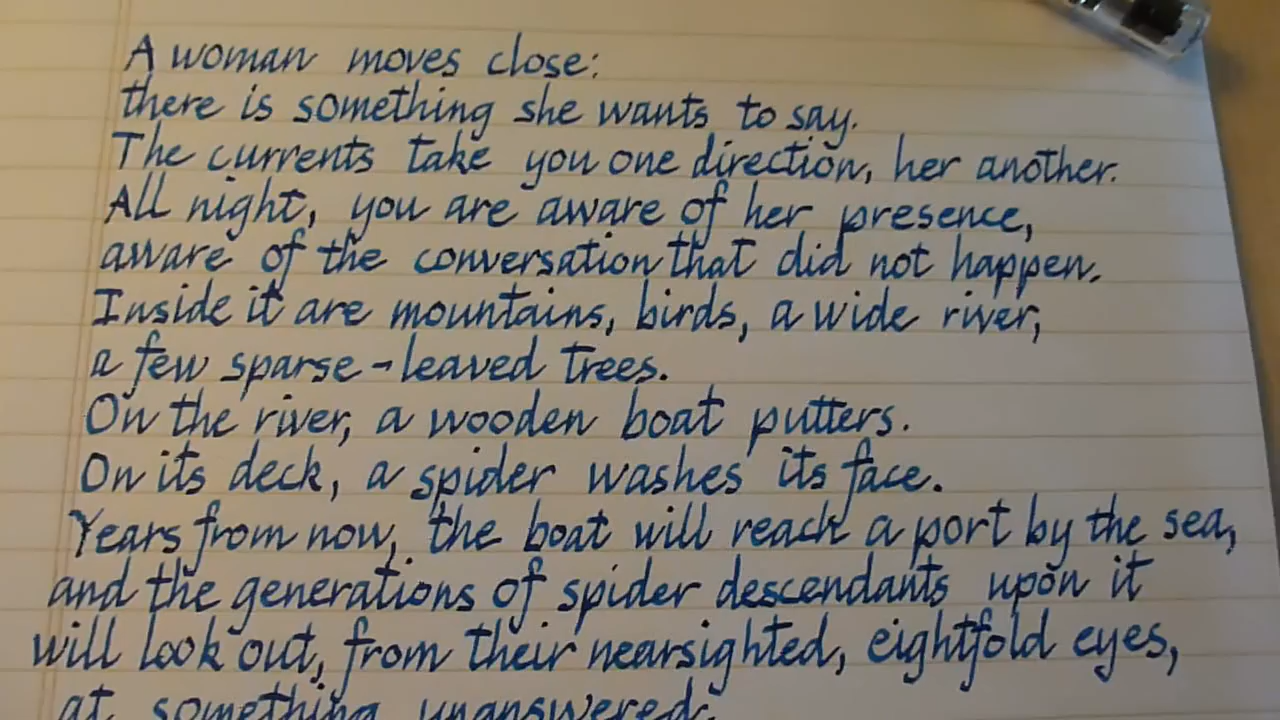 A woman moves close:
there is something she wants to say.
The currents take you one direction, her another.
All night, you are aware of her presence,
aware of the conversation that did not happen.
Inside it are mountains, birds, a wide river,
a few sparse-leaved trees.
On the river, a wooden boat putters.
On its deck, a spider washes its face.
Years from now, the boat will reach a port by the sea,
and the generations of spider descendants upon it
will look out, from their nearsighted, eightfold eyes,
at something unanswered.